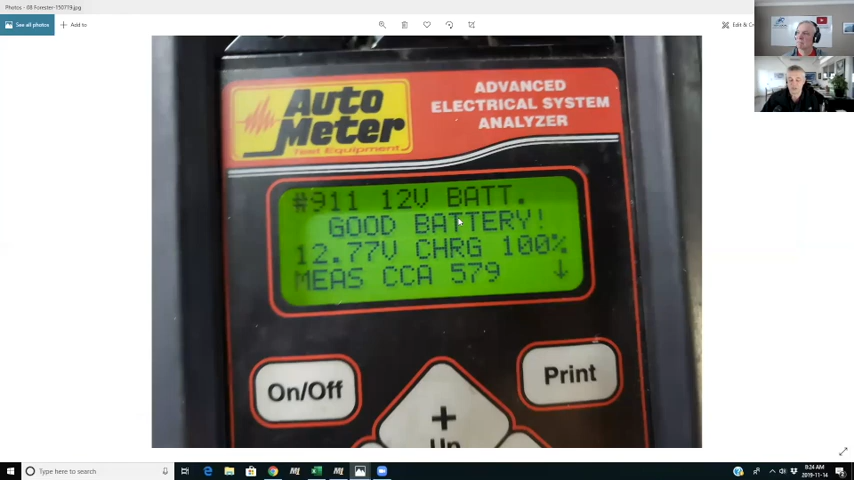 Photos - 08 Forester-150719.jpg
See all photos
Add to
Edit & Cr
Auto
Meter
Test Equipment
ADVANCED
ELECTRICAL SYSTEM
ANALYZER
#911 12V BATT.
GOOD BATTERY!
12.77V CHRG 100%
MEAS CCA 579 ↓
On/Off
+
Up
Print
Type here to search
9:24 AM
2019-11-14